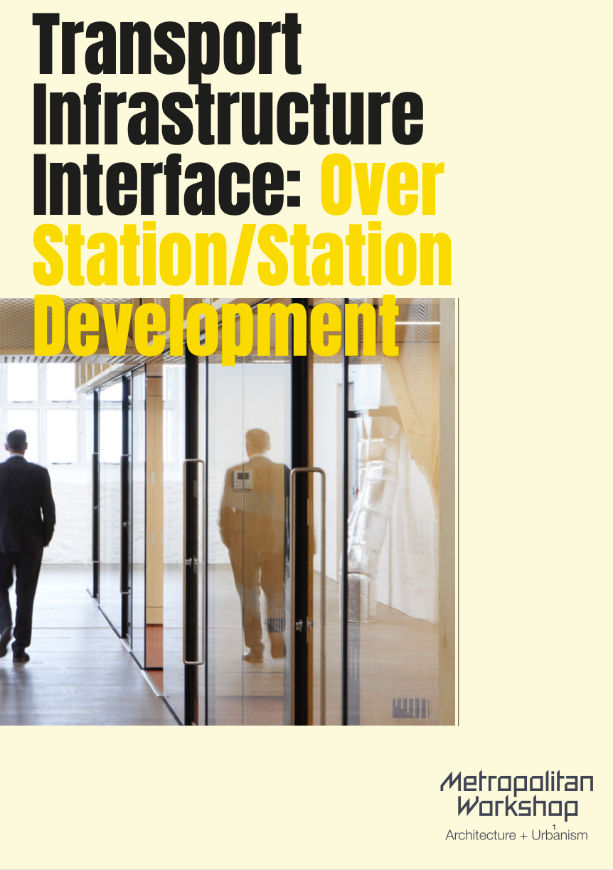 Transport
Infrastructure
Interface: Over
Station/Station
Development
Metropolitan
Workshop
1
Architecture + Urbanism